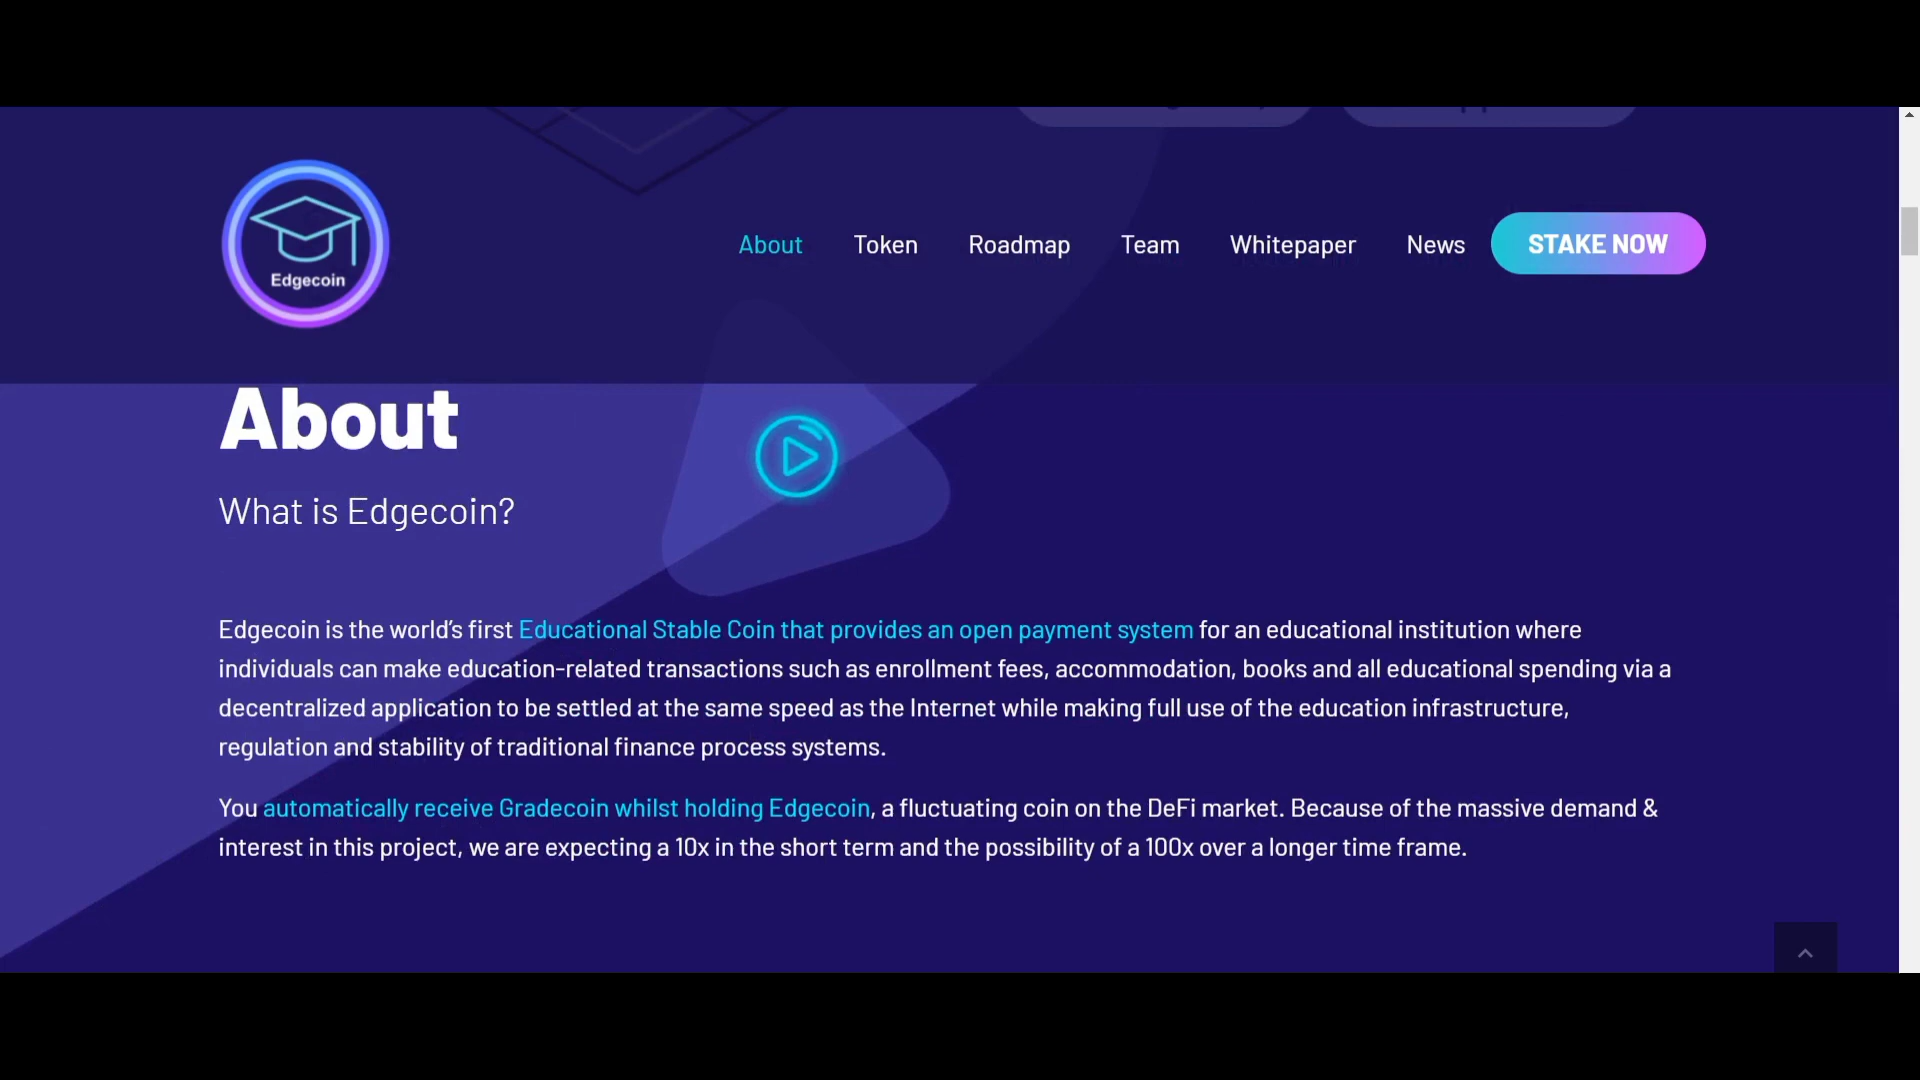 Edgecoin
About Token Roadmap Team Whitepaper News STAKE NOW
About
What is Edgecoin?
Edgecoin is the world's first Educational Stable Coin that provides an open payment system for an educational institution where
individuals can make education-related transactions such as enrollment fees, accommodation, books and all educational spending via a
decentralized application to be settled at the same speed as the Internet while making full use of the education infrastructure,
regulation and stability of traditional finance process systems.
You automatically receive Gradecoin whilst holding Edgecoin, a fluctuating coin on the DeFi market. Because of the massive demand &
interest in this project, we are expecting a 10x in the short term and the possibility of a 100x over a longer time frame.